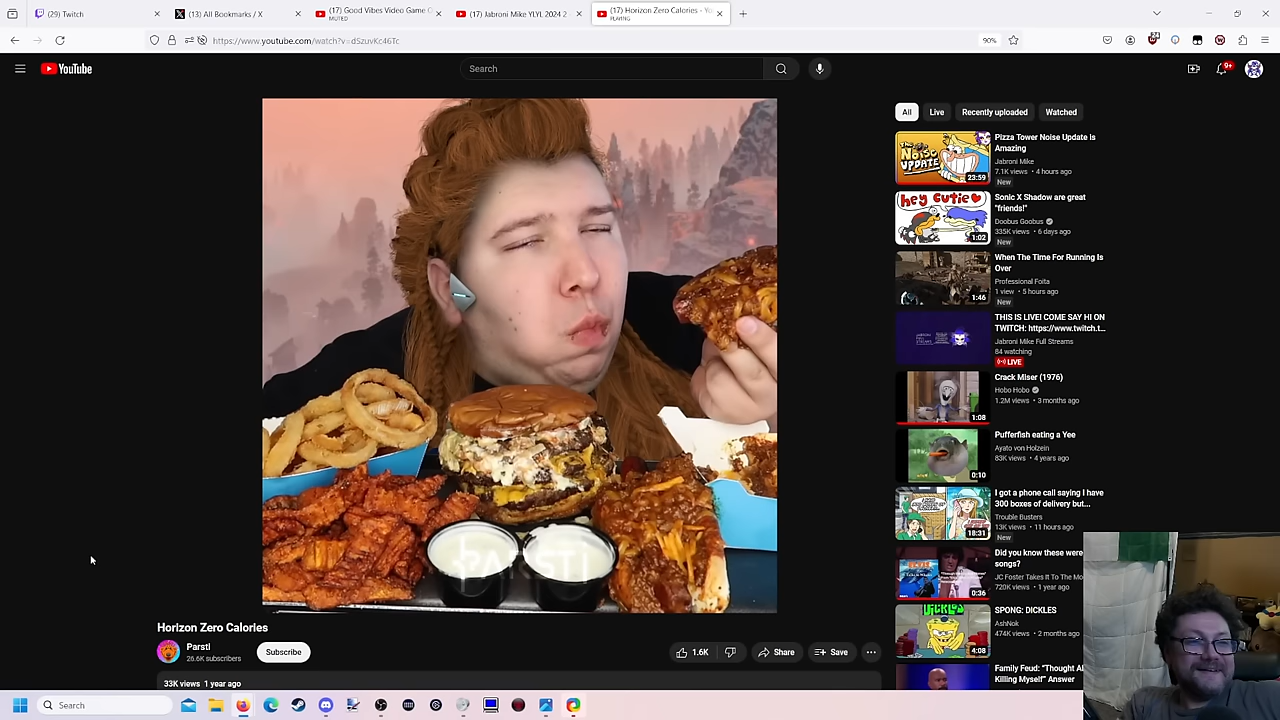 (29) Twitch
(13) All Bookmarks / X
(17) Good Vibes Video Game O
MUTED
(17) Jabroni Mike YLYL 2024 2
(17) Horizon Zero Calories - Yo
PLAYING
https://www.youtube.com/watch?v=dSzuvKc46Tc
90%
YouTube
Search
9+
All
Live
Recently uploaded
Watched
Pizza Tower Noise Update Is
Amazing
Jabroni Mike
7.1K views • 4 hours ago
New
NOISE
UPDATE
23:59
Sonic X Shadow are great
"friends!"
Doobus Goobus
335K views • 6 days ago
New
hey CUTIE
1:02
When The Time For Running Is
Over
Professional Foita
1 view • 5 hours ago
New
1:46
THIS IS LIVE! COME SAY HI ON
TWITCH: https://www.twitch.t...
Jabroni Mike Full Streams
84 watching
LIVE
Crack Miser (1976)
Hobo Hobo
1.2M views • 3 months ago
1:08
Pufferfish eating a Yee
Ayato von Holzein
83K views • 4 years ago
0:10
I got a phone call saying I have
300 boxes of delivery but...
Trouble Busters
13K views • 11 hours ago
New
18:31
Did you know these were
songs?
JC Foster Takes It To The Mo
720K views • 1 year ago
0:36
SPONG: DICKLES
AshNok
474K views • 2 months ago
DICKLES
4:08
Family Feud: "Thought Al
Killing Myself" Answer
PARSTI
Horizon Zero Calories
Parsti
26.6K subscribers
Subscribe
1.6K
Share
Save
33K views 1 year ago
Search